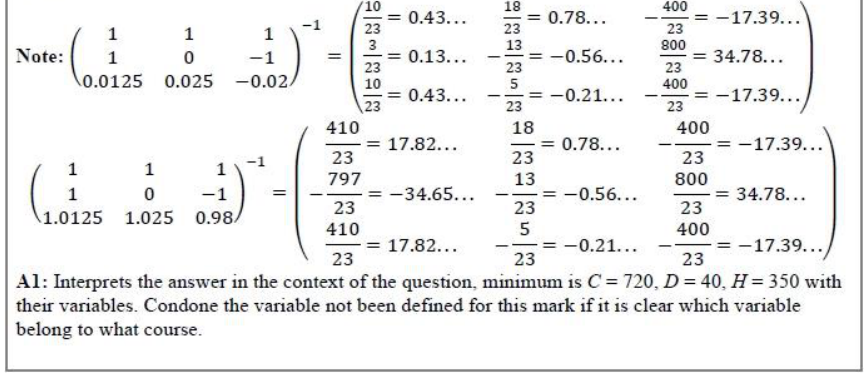 Note: ( 1 1 1 )⁻¹ = ( 10/23 = 0.43... 18/23 = 0.78... −400/23 = −17.39... )
( 1 0 −1 ) ( 3/23 = 0.13... −13/23 = −0.56... 800/23 = 34.78... )
( 0.0125 0.025 −0.02 ) ( 10/23 = 0.43... −5/23 = −0.21... −400/23 = −17.39... )
( 1 1 1 )⁻¹ = ( 410/23 = 17.82... 18/23 = 0.78... −400/23 = −17.39... )
( 1 0 −1 ) ( −797/23 = −34.65... −13/23 = −0.56... 800/23 = 34.78... )
( 1.0125 1.025 0.98 ) ( 410/23 = 17.82... −5/23 = −0.21... −400/23 = −17.39... )
A1: Interprets the answer in the context of the question, minimum is C = 720, D = 40, H = 350 with
their variables. Condone the variable not been defined for this mark if it is clear which variable
belong to what course.